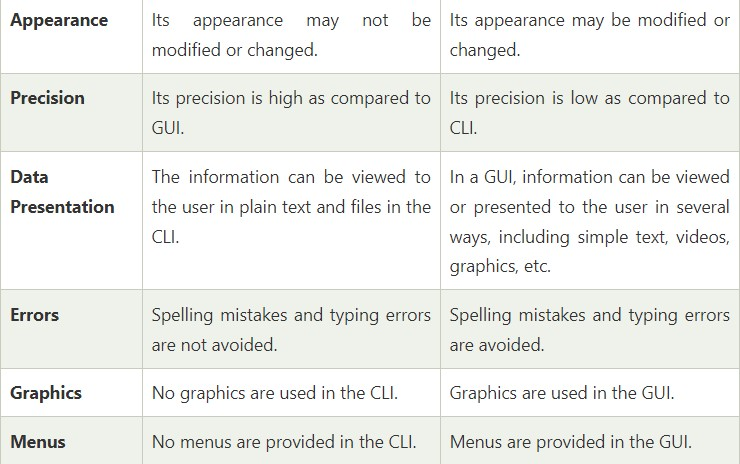 Appearance
Its appearance may not be
modified or changed.
Its appearance may be modified or
changed.
Precision
Its precision is high as compared to
GUI.
Its precision is low as compared to
CLI.
Data
Presentation
The information can be viewed to
the user in plain text and files in the
CLI.
In a GUI, information can be viewed
or presented to the user in several
ways, including simple text, videos,
graphics, etc.
Errors
Spelling mistakes and typing errors
are not avoided.
Spelling mistakes and typing errors
are avoided.
Graphics
No graphics are used in the CLI.
Graphics are used in the GUI.
Menus
No menus are provided in the CLI.
Menus are provided in the GUI.